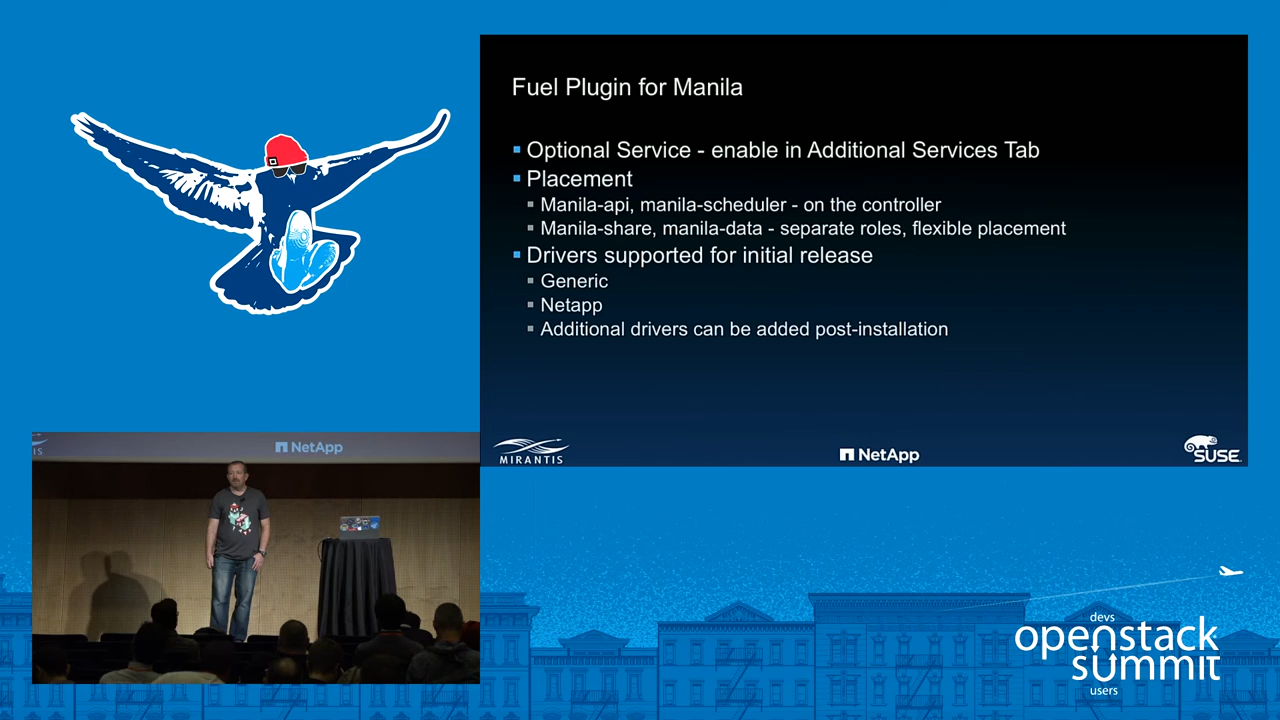 Fuel Plugin for Manila
Optional Service - enable in Additional Services Tab
Placement
Manila-api, manila-scheduler - on the controller
Manila-share, manila-data - separate roles, flexible placement
Drivers supported for initial release
Generic
Netapp
Additional drivers can be added post-installation
MIRANTIS
NetApp
SUSE
IS
NetApp
devs
openstack
summit
users